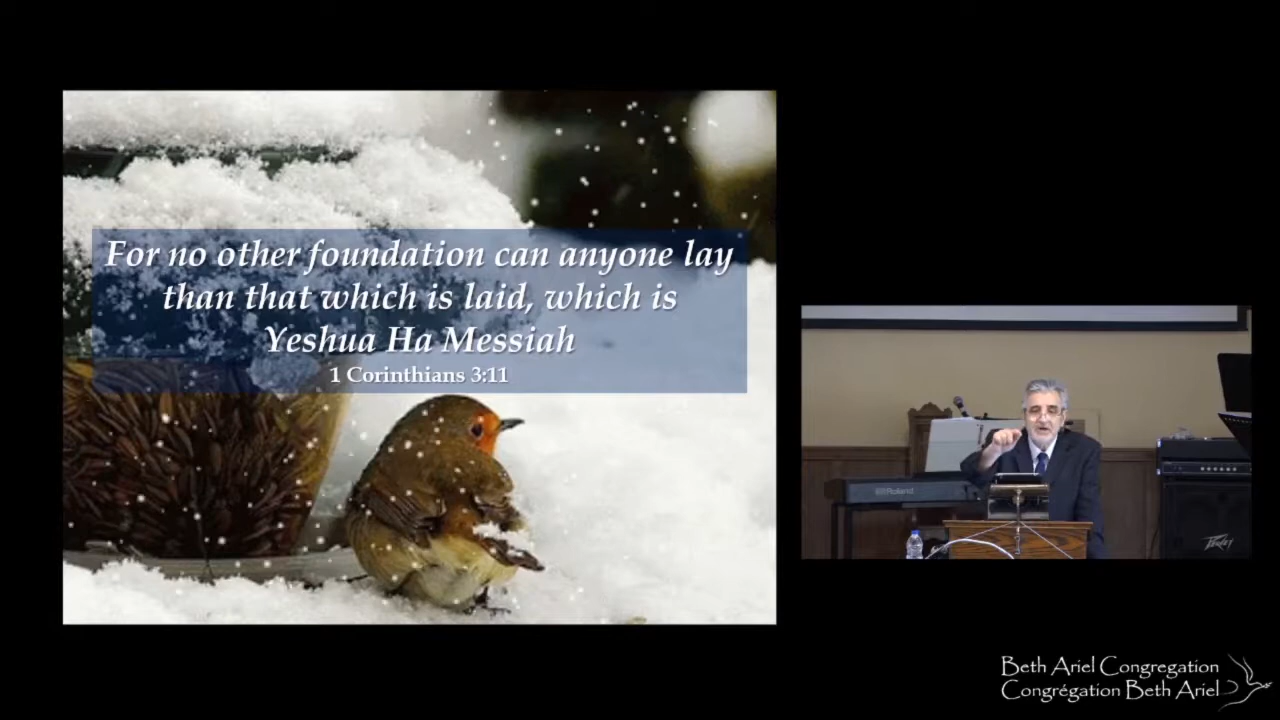 For no other foundation can anyone lay
than that which is laid, which is
Yeshua Ha Messiah
1 Corinthians 3:11
Roland
Peavey
Beth Ariel Congregation
Congrégation Beth Ariel